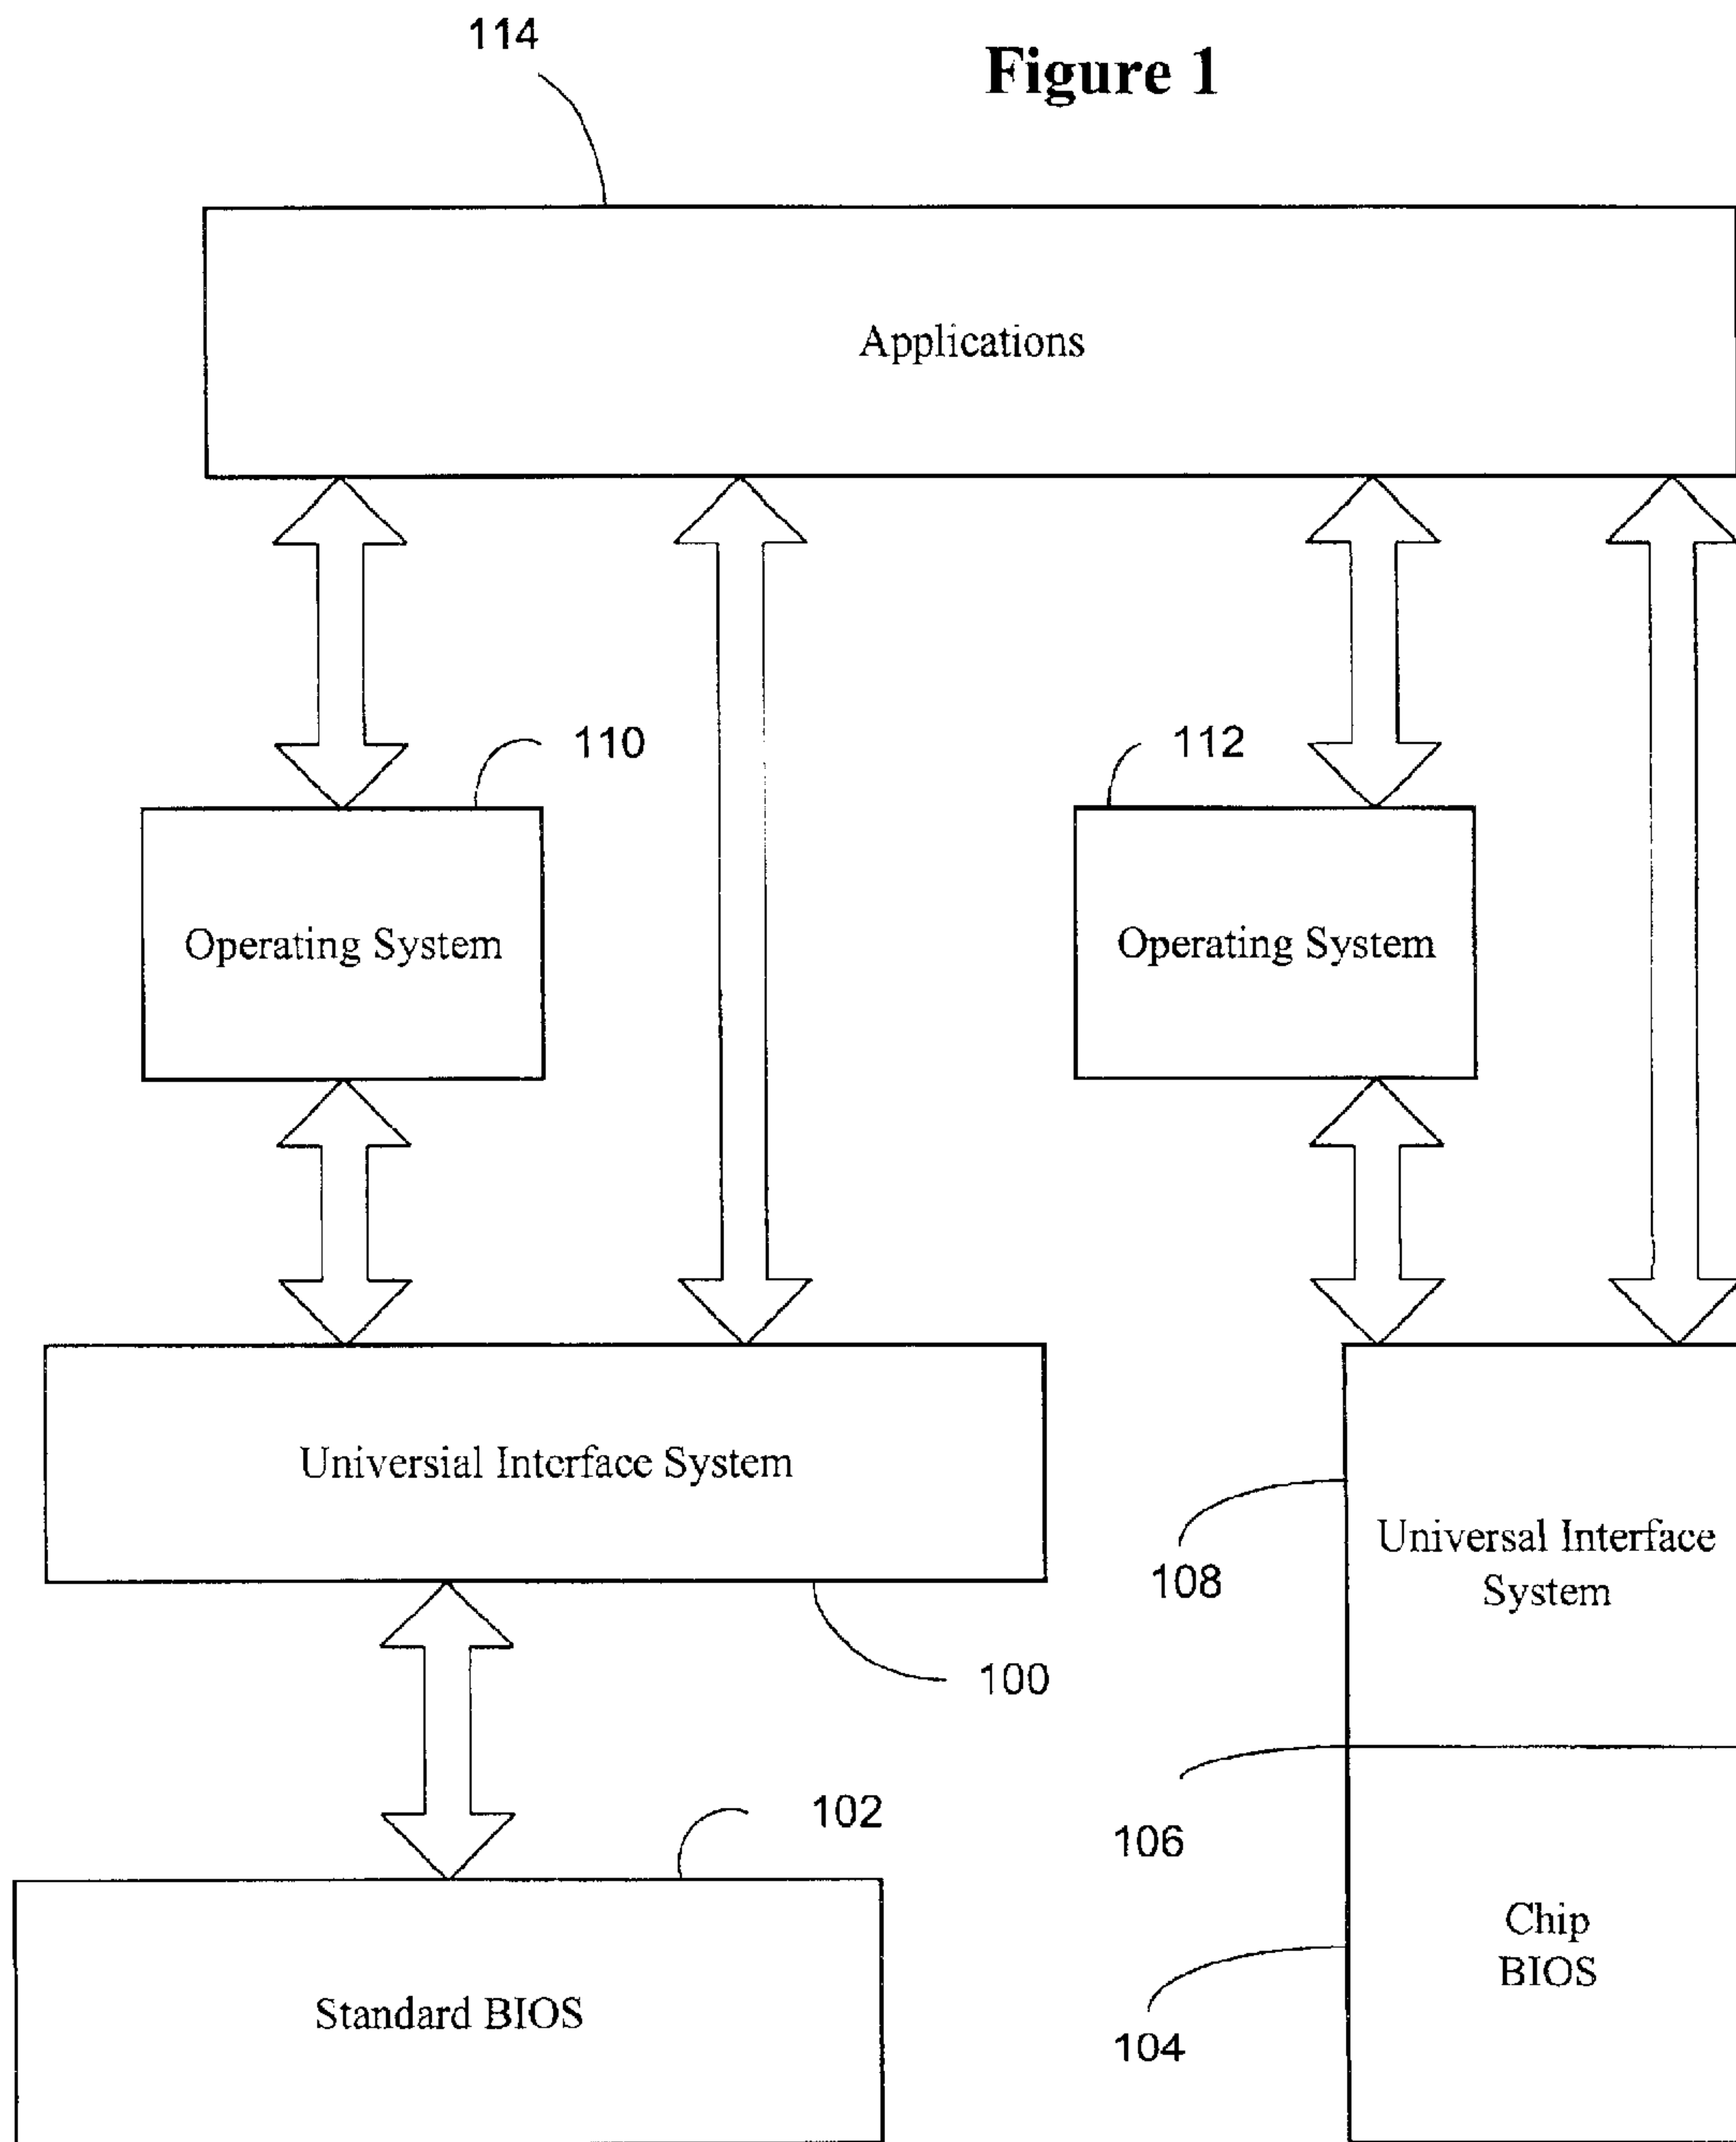 114
Figure 1
Applications
110
112
Operating System
Operating System
Universial Interface System
108
Universal Interface
System
100
102
106
Chip
BIOS
Standard BIOS
104